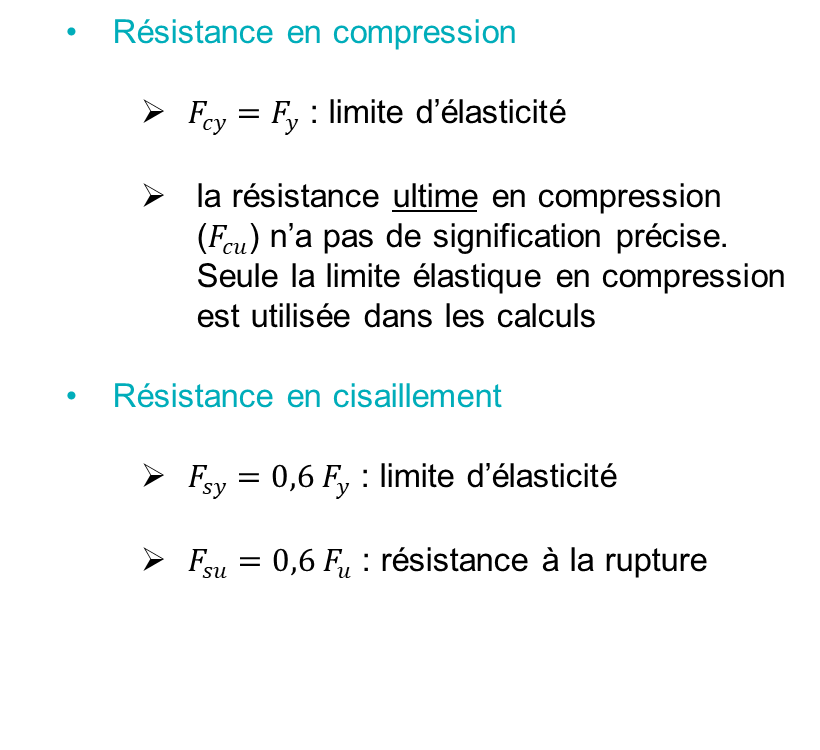 • Résistance en compression
➢ F_cy = F_y : limite d’élasticité
➢ la résistance ultime en compression
(F_cu) n’a pas de signification précise.
Seule la limite élastique en compression
est utilisée dans les calculs
• Résistance en cisaillement
➢ F_sy = 0,6 F_y : limite d’élasticité
➢ F_su = 0,6 F_u : résistance à la rupture